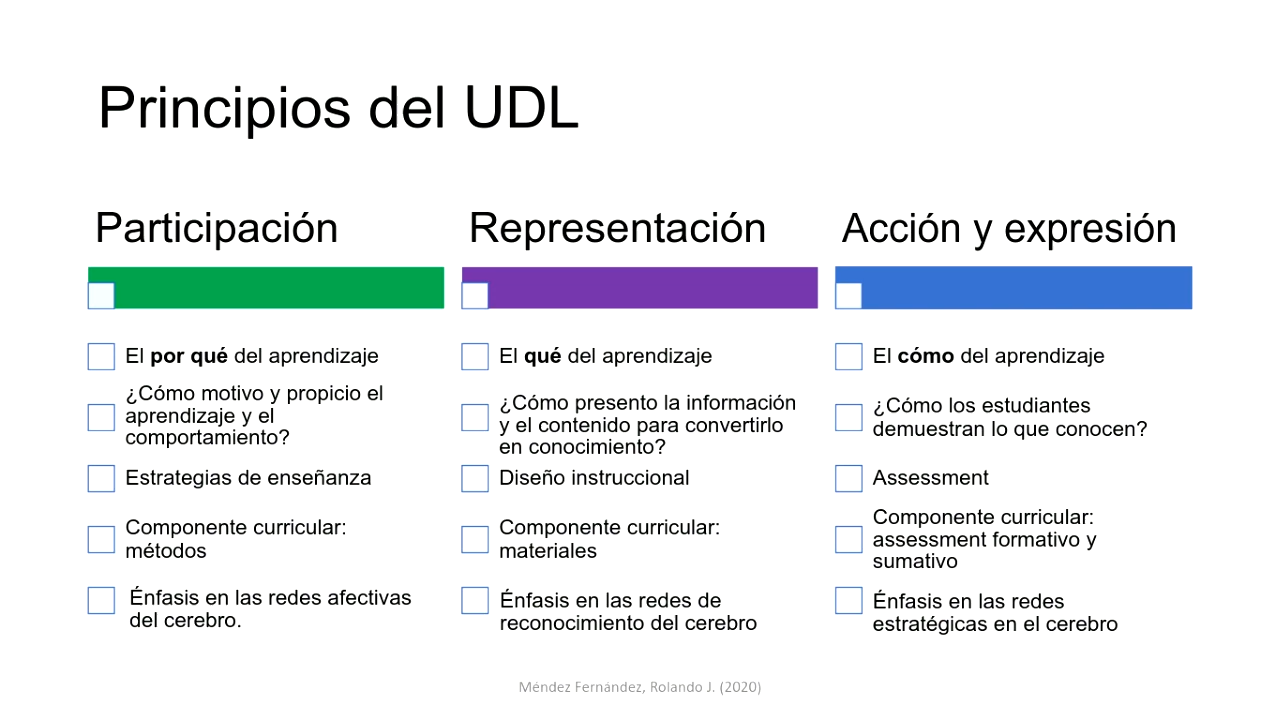 Principios del UDL
Participación
El por qué del aprendizaje
¿Cómo motivo y propicio el
aprendizaje y el
comportamiento?
Estrategias de enseñanza
Componente curricular:
métodos
Énfasis en las redes afectivas
del cerebro.
Representación
El qué del aprendizaje
¿Cómo presento la información
y el contenido para convertirlo
en conocimiento?
Diseño instruccional
Componente curricular:
materiales
Énfasis en las redes de
reconocimiento del cerebro
Acción y expresión
El cómo del aprendizaje
¿Cómo los estudiantes
demuestran lo que conocen?
Assessment
Componente curricular:
assessment formativo y
sumativo
Énfasis en las redes
estratégicas en el cerebro
Méndez Fernández, Rolando J. (2020)